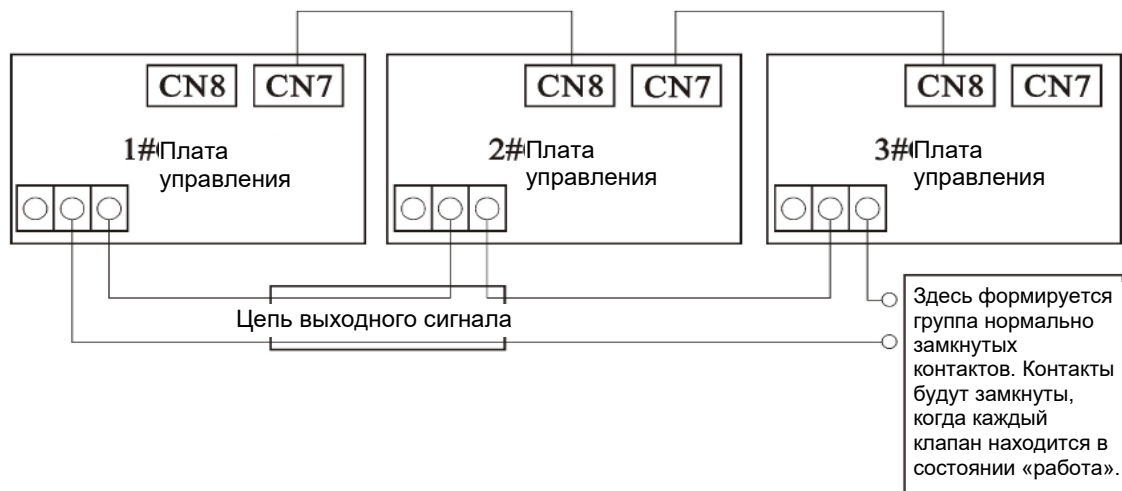 CN8 CN7
CN8 CN7
CN8 CN7
1# Плата
управления
2# Плата
управления
3# Плата
управления
Цепь выходного сигнала
Здесь формируется
группа нормально
замкнутых
контактов. Контакты
будут замкнуты,
когда каждый
клапан находится в
состоянии «работа».